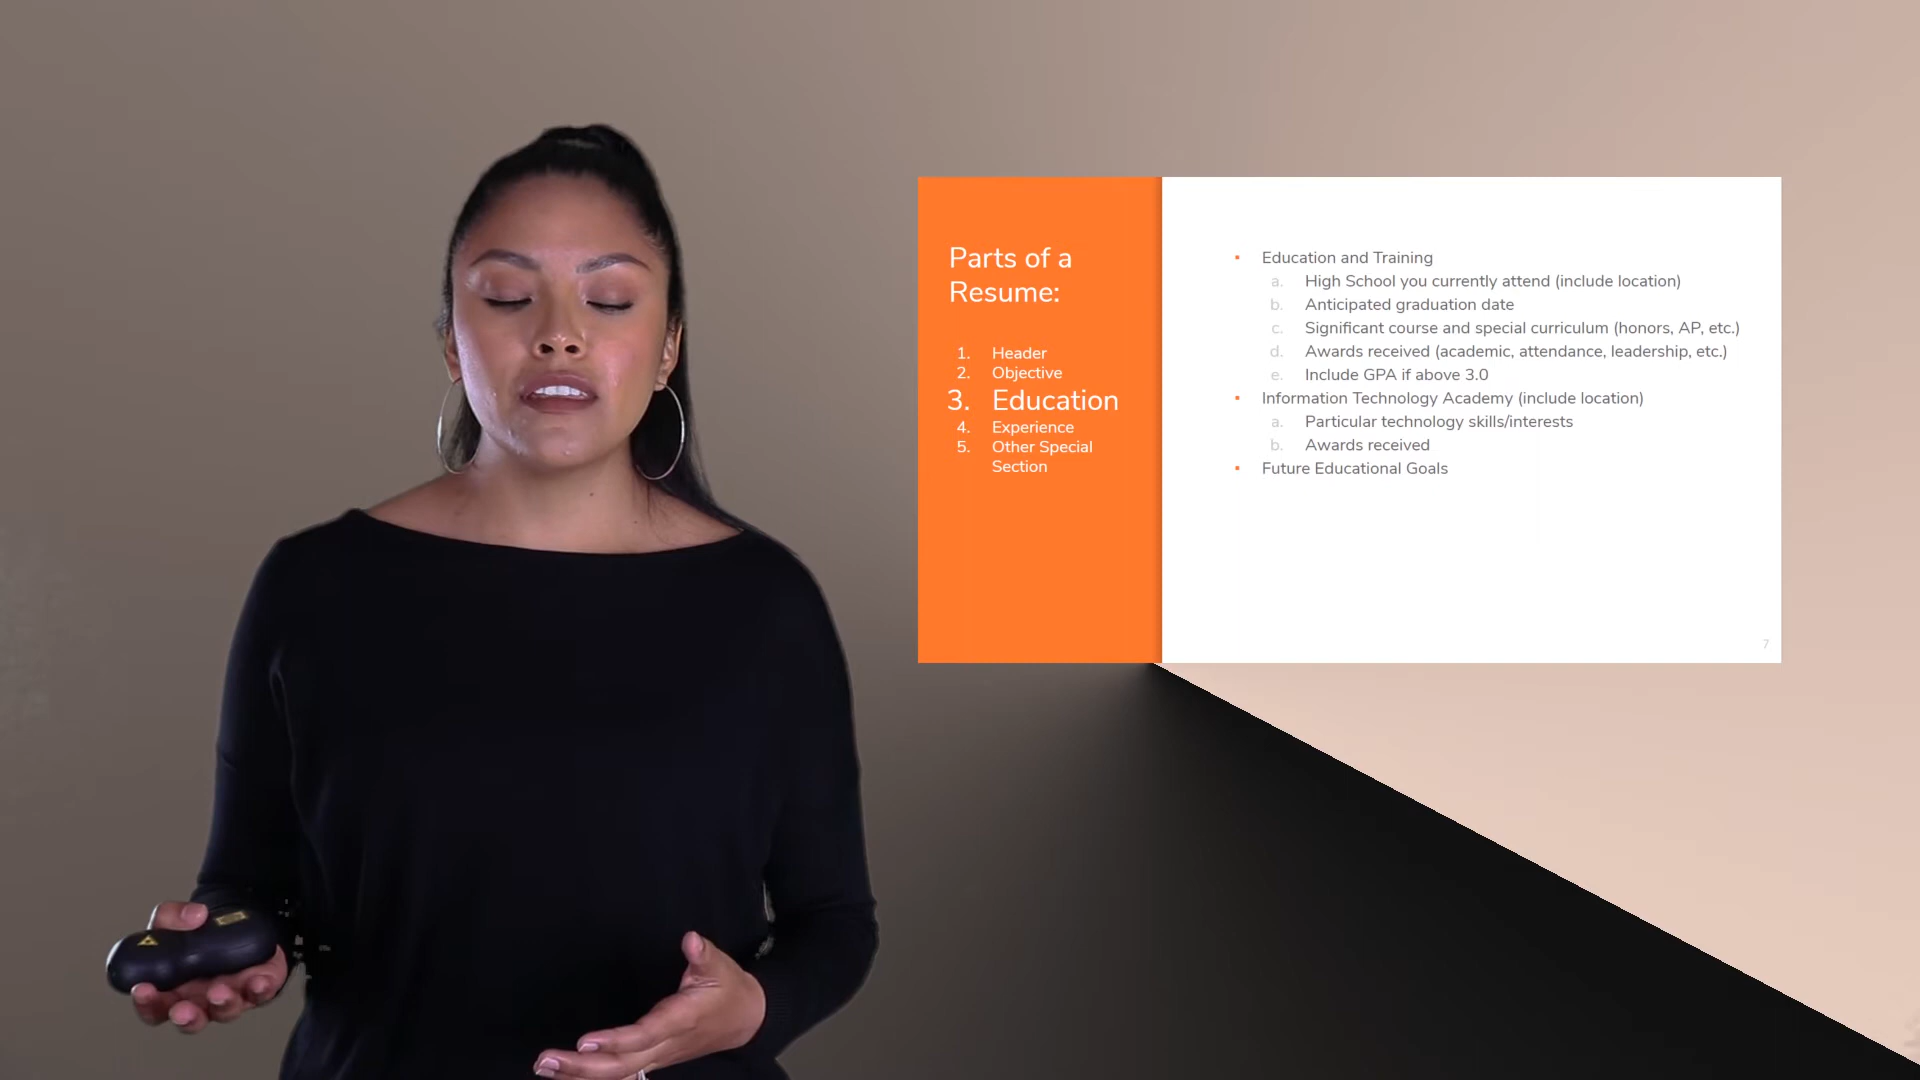 Parts of a
Resume:
1. Header
2. Objective
3. Education
4. Experience
5. Other Special
Section
▪ Education and Training
a. High School you currently attend (include location)
b. Anticipated graduation date
c. Significant course and special curriculum (honors, AP, etc.)
d. Awards received (academic, attendance, leadership, etc.)
e. Include GPA if above 3.0
▪ Information Technology Academy (include location)
a. Particular technology skills/interests
b. Awards received
▪ Future Educational Goals
7